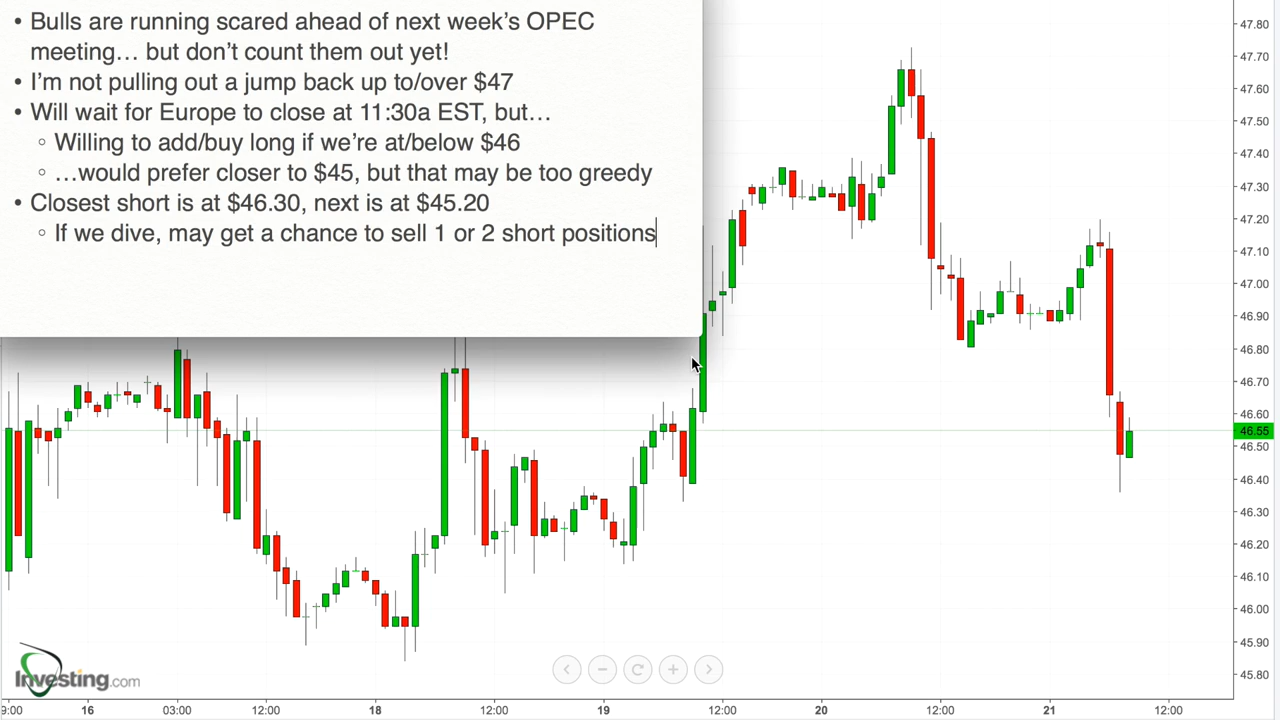 • Bulls are running scared ahead of next week’s OPEC
meeting… but don’t count them out yet!
• I’m not pulling out a jump back up to/over $47
• Will wait for Europe to close at 11:30a EST, but…
◦ Willing to add/buy long if we’re at/below $46
◦ …would prefer closer to $45, but that may be too greedy
• Closest short is at $46.30, next is at $45.20
◦ If we dive, may get a chance to sell 1 or 2 short positions
47.80
47.70
47.60
47.50
47.40
47.30
47.20
47.10
47.00
46.90
46.80
46.70
46.60
46.55
46.50
46.40
46.30
46.20
46.10
46.00
45.90
45.80
Investing.com
9:00 16 03:00 12:00 18 12:00 19 12:00 20 12:00 21 12:00